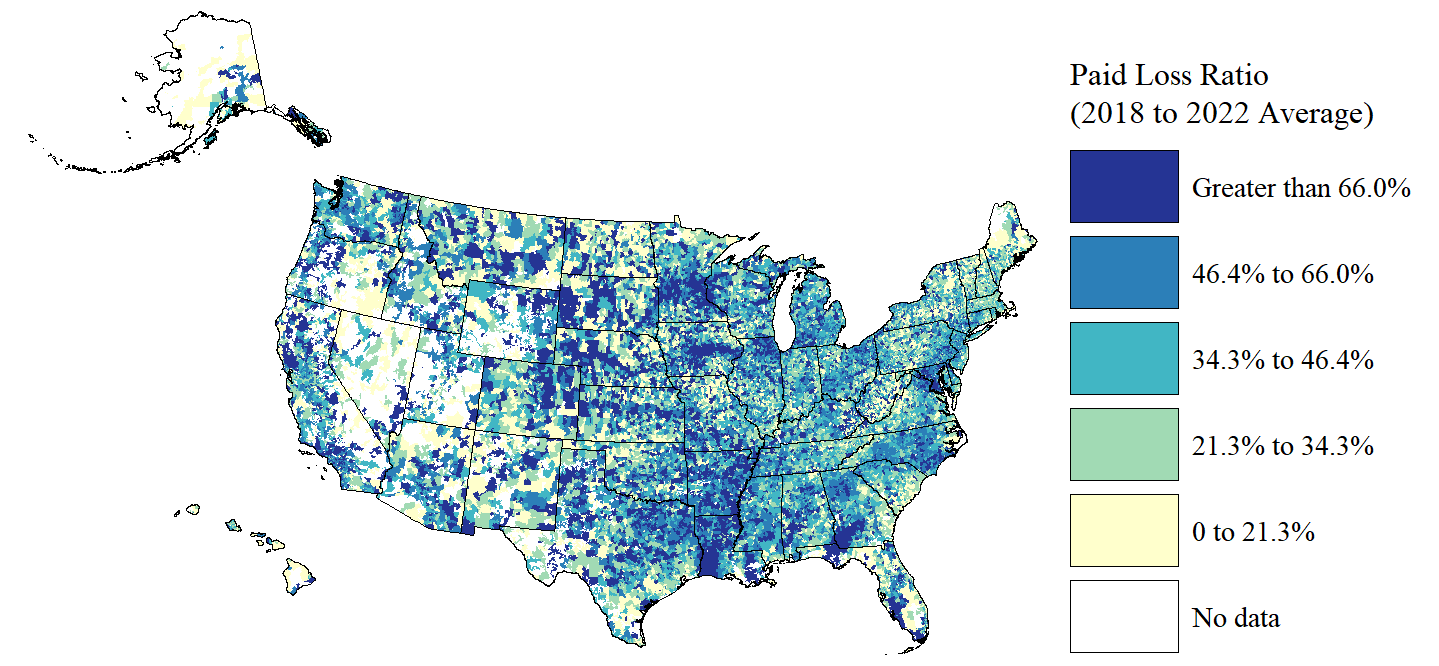 Paid Loss Ratio
(2018 to 2022 Average)
Greater than 66.0%
46.4% to 66.0%
34.3% to 46.4%
21.3% to 34.3%
0 to 21.3%
No data